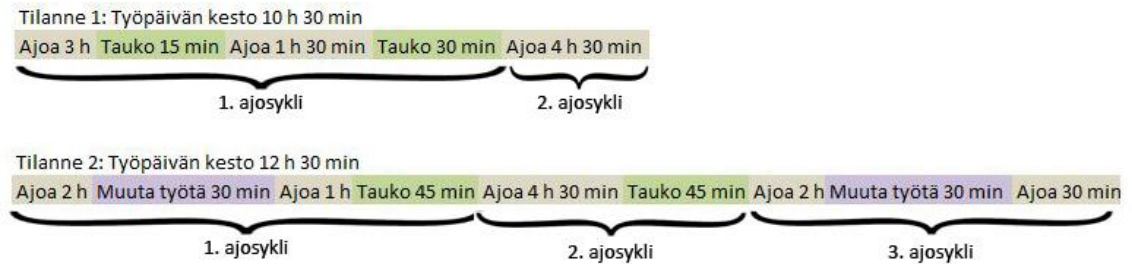 Tilanne 1: Työpäivän kesto 10 h 30 min
Ajoa 3 h Tauko 15 min Ajoa 1 h 30 min Tauko 30 min Ajoa 4 h 30 min
1. ajosykli 2. ajosykli
Tilanne 2: Työpäivän kesto 12 h 30 min
Ajoa 2 h Muuta työtä 30 min Ajoa 1 h Tauko 45 min Ajoa 4 h 30 min Tauko 45 min Ajoa 2 h Muuta työtä 30 min Ajoa 30 min
1. ajosykli 2. ajosykli 3. ajosykli